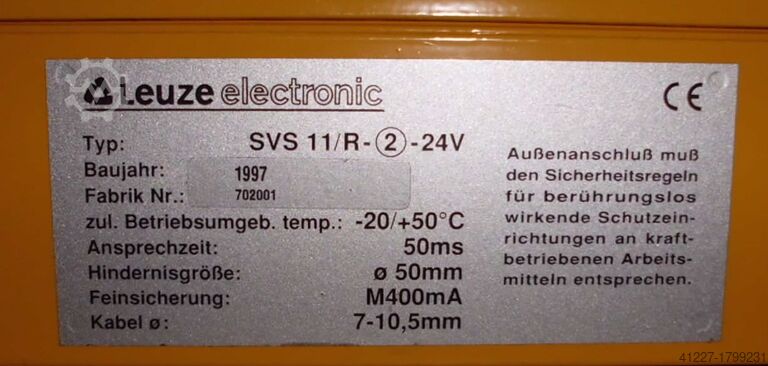 Leuze electronic
CE
Typ: SVS 11/R-②-24V
Baujahr: 1997
Fabrik Nr.: 702001
zul. Betriebsumgeb. temp.: -20/+50°C
Ansprechzeit: 50ms
Hindernisgröße: ø 50mm
Feinsicherung: M400mA
Kabel ø: 7-10,5mm
Außenanschluß muß
den Sicherheitsregeln
für berührungslos
wirkende Schutzein-
richtungen an kraft-
betriebenen Arbeits-
mitteln entsprechen.
41227-1799231